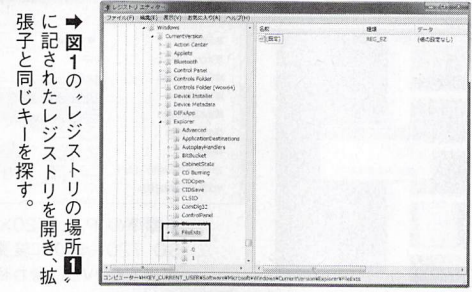 ➡図1の〝レジストリの場所1〟
に記されたレジストリを開き、拡
張子と同じキーを探す。
レジストリ エディター
ファイル(F) 編集(E) 表示(V) お気に入り(A) ヘルプ(H)
Windows
CurrentVersion
Action Center
Applets
Bluetooth
Control Panel
Controls Folder
Controls Folder (Wow64)
Device Installer
Device Metadata
DIFxApp
Explorer
Advanced
ApplicationDestinations
AutoplayHandlers
BitBucket
CabinetState
CD Burning
CIDOpen
CIDSave
CLSID
ComDlg32
ControlPanel
FileExts
0
1
名前 種類 データ
(既定) REG_SZ (値の設定なし)
コンピューター¥HKEY_CURRENT_USER¥Software¥Microsoft¥Windows¥CurrentVersion¥Explorer¥FileExts